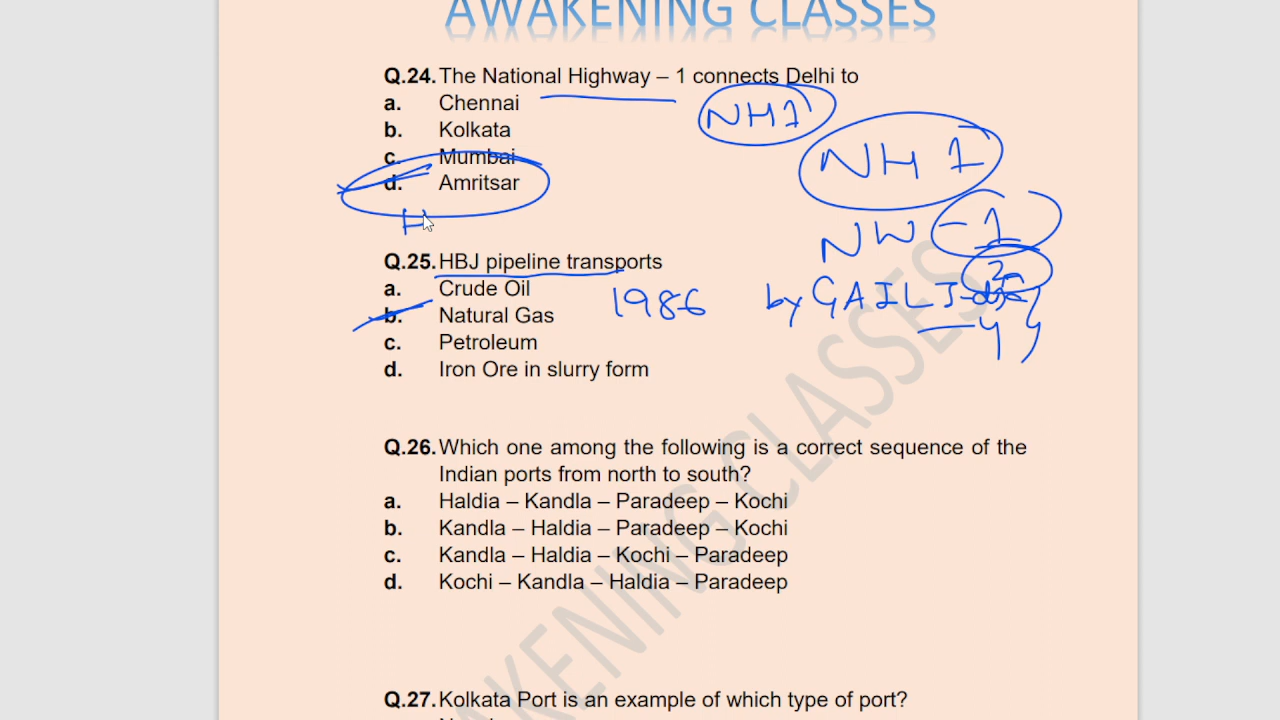 AWAKENING CLASSES
Q.24. The National Highway – 1 connects Delhi to
a. Chennai
NH1
b. Kolkata
c. Mumbai
NH 1
d. Amritsar
H
NW - 1
Q.25. HBJ pipeline transports
a. Crude Oil
1986 by GAIL
b. Natural Gas
c. Petroleum
d. Iron Ore in slurry form
Q.26. Which one among the following is a correct sequence of the
Indian ports from north to south?
a. Haldia – Kandla – Paradeep – Kochi
b. Kandla – Haldia – Paradeep – Kochi
c. Kandla – Haldia – Kochi – Paradeep
d. Kochi – Kandla – Haldia – Paradeep
Q.27. Kolkata Port is an example of which type of port?
AWAKENING CLASSES